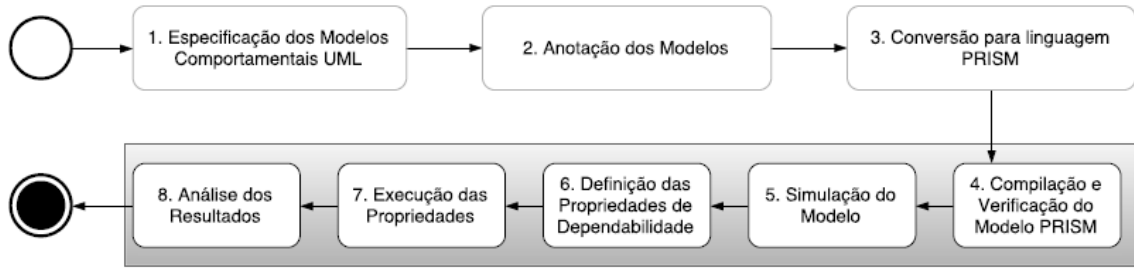 1. Especificação dos Modelos
Comportamentais UML
2. Anotação dos Modelos
3. Conversão para linguagem
PRISM
4. Compilação e
Verificação do
Modelo PRISM
5. Simulação do
Modelo
6. Definição das
Propriedades de
Dependabilidade
7. Execução das
Propriedades
8. Análise dos
Resultados